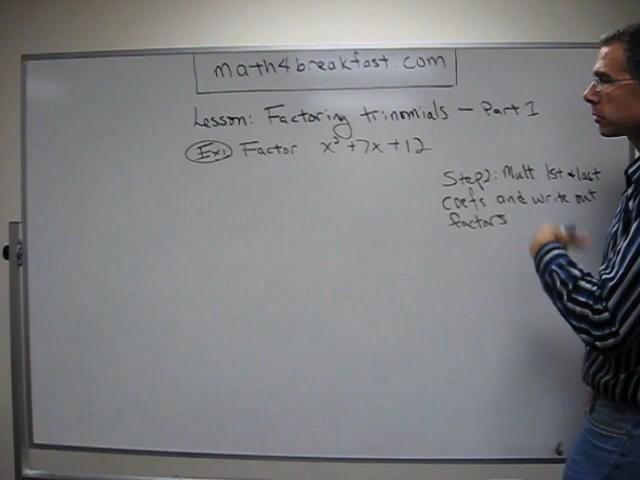 math4breakfast.com
Lesson: Factoring trinomials - Part 1
Ex1 Factor x²+7x+12
Step 2: Mult 1st & last
coefs and write out
factors